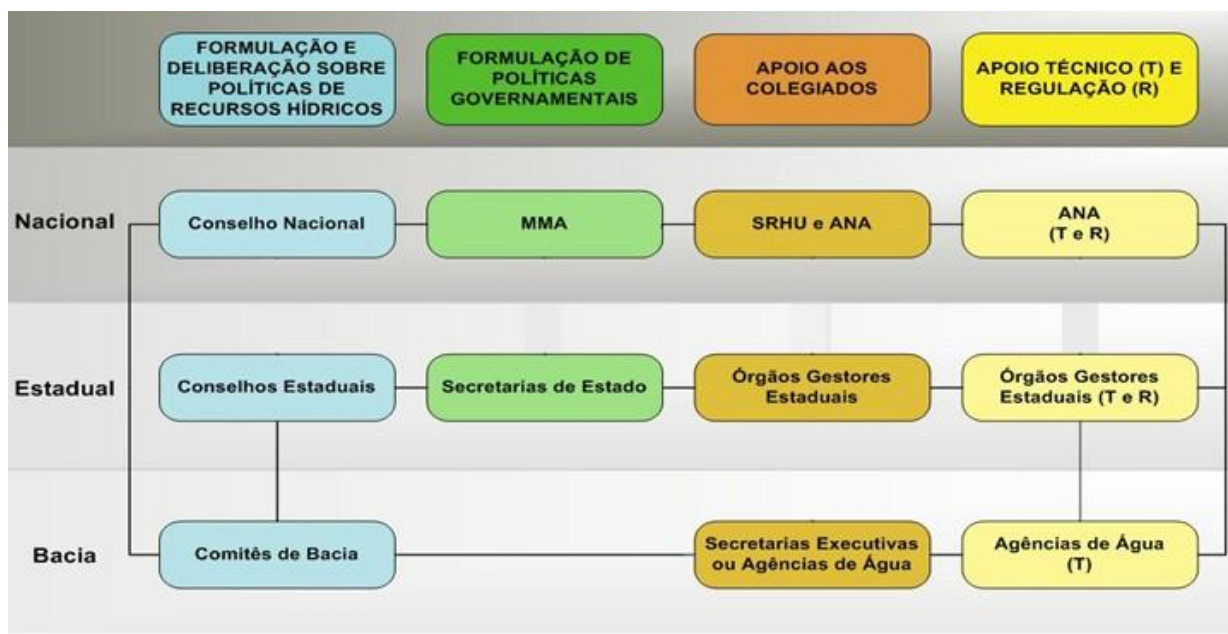 FORMULAÇÃO E
DELIBERAÇÃO SOBRE
POLÍTICAS DE
RECURSOS HÍDRICOS
FORMULAÇÃO DE
POLÍTICAS
GOVERNAMENTAIS
APOIO AOS
COLEGIADOS
APOIO TÉCNICO (T) E
REGULAÇÃO (R)
Nacional
Conselho Nacional
MMA
SRHU e ANA
ANA
(T e R)
Estadual
Conselhos Estaduais
Secretarias de Estado
Órgãos Gestores
Estaduais
Órgãos Gestores
Estaduais (T e R)
Bacia
Comitês de Bacia
Secretarias Executivas
ou Agências de Água
Agências de Água
(T)